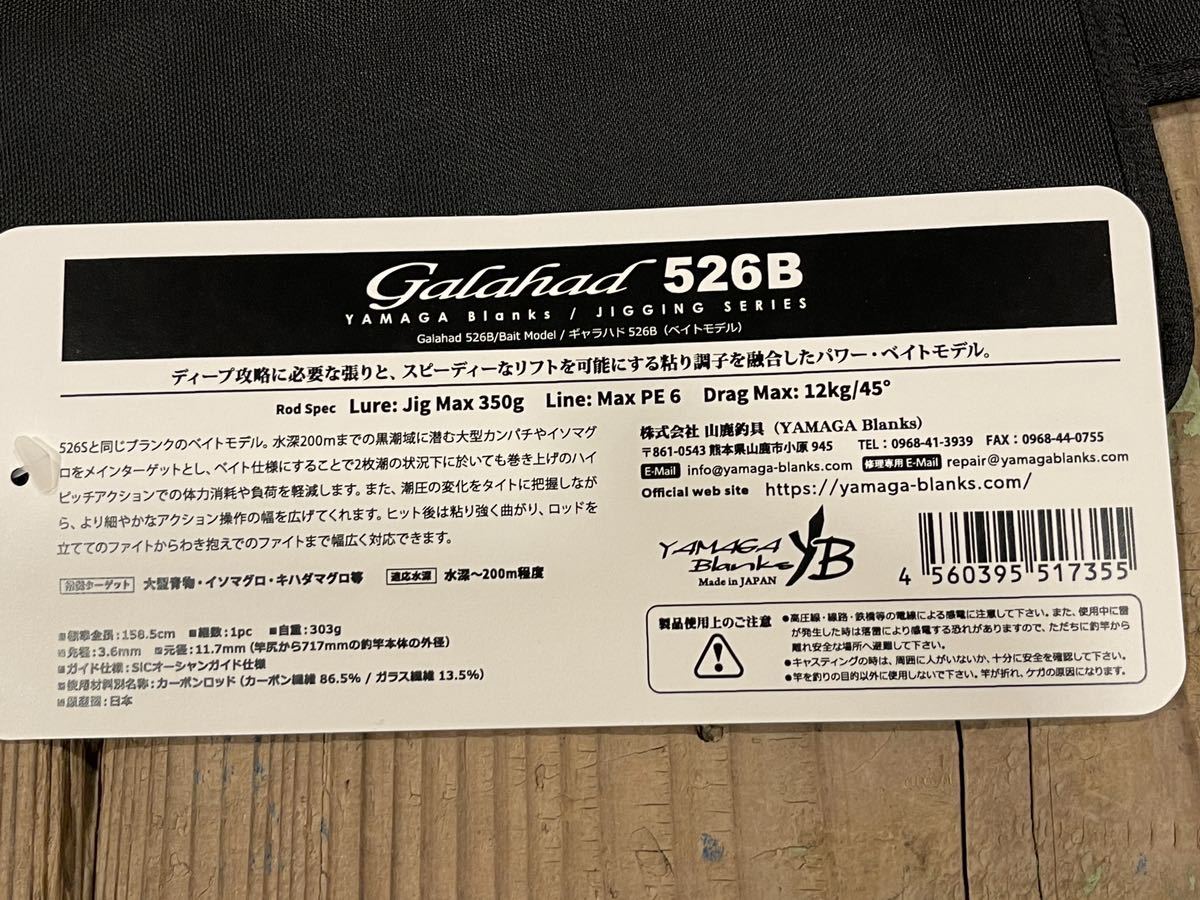 Galahad 526B
YAMAGA Blanks / JIGGING SERIES
Galahad 526B/Bait Model / ギャラハド 526B（ベイトモデル）
ディープ攻略に必要な張りと、スピーディーなリフトを可能にする粘り調子を融合したパワー・ベイトモデル。
Rod Spec Lure: Jig Max 350g Line: Max PE 6 Drag Max: 12kg/45°
526Sと同じブランクのベイトモデル。水深200mまでの黒潮域に潜む大型カンパチやイソマグ
ロをメインターゲットとし、ベイト仕様にすることで2枚潮の状況下に於いても巻き上げのハイ
ピッチアクションでの体力消耗や負荷を軽減します。また、潮圧の変化をタイトに把握しなが
ら、より細やかなアクション操作の幅を広げてくれます。ヒット後は粘り強く曲がり、ロッドを
立ててのファイトからわき抱えでのファイトまで幅広く対応できます。
ターゲット 大型青物・イソマグロ・キハダマグロ等 適応水深 水深〜200m程度
■標準全長：158.5cm ■継数：1pc ■自重：303g
■先径：3.6mm ■元径：11.7mm（竿尻から717mmの釣竿本体の外径）
■ガイド仕様：SICオーシャンガイド仕様
■使用材料別名称：カーボンロッド（カーボン繊維 86.5% / ガラス繊維 13.5%）
■原産国：日本
株式会社 山鹿釣具（YAMAGA Blanks）
〒861-0543 熊本県山鹿市小原 945 TEL：0968-41-3939 FAX：0968-44-0755
E-Mail info@yamaga-blanks.com 修理専用 E-Mail repair@yamagablanks.com
Official web site https://yamaga-blanks.com/
YAMAGA Blanks YB
Made in JAPAN
4 560395 517355
製品使用上のご注意
●高圧線・線路・鉄橋等の電線による感電に注意して下さい。また、使用中に雷
が発生した時は落雷により感電する恐れがありますので、ただちに釣竿から
離れ安全な場所へ避難して下さい。
●キャスティングの時は、周囲に人がいないか、十分に安全を確認して下さい。
●竿を釣りの目的以外に使用しないで下さい。竿が折れ、ケガの原因になります。